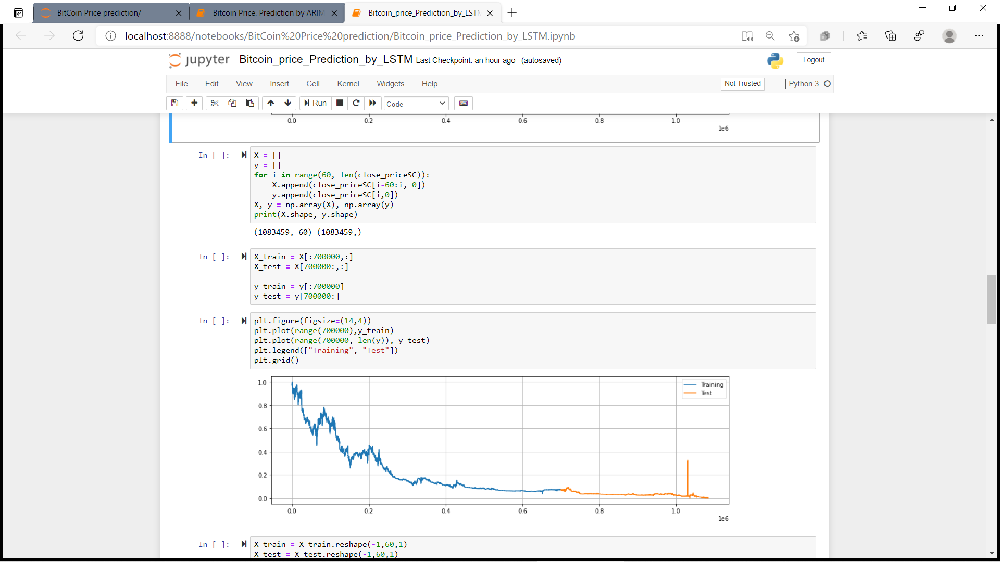 BitCoin Price prediction/
Bitcoin Price. Prediction by ARIM
Bitcoin_price_Prediction_by_LSTM
localhost:8888/notebooks/BitCoin%20Price%20prediction/Bitcoin_price_Prediction_by_LSTM.ipynb
jupyter Bitcoin_price_Prediction_by_LSTM Last Checkpoint: an hour ago (autosaved)
Logout
File Edit View Insert Cell Kernel Widgets Help
Not Trusted
Python 3
Run
Code
0.0 0.2 0.4 0.6 0.8 1.0
1e6
In [ ]:
X = []
y = []
for i in range(60, len(close_priceSC)):
    X.append(close_priceSC[i-60:i, 0])
    y.append(close_priceSC[i,0])
X, y = np.array(X), np.array(y)
print(X.shape, y.shape)
(1083459, 60) (1083459,)
In [ ]:
X_train = X[:700000,:]
X_test = X[700000:,:]
y_train = y[:700000]
y_test = y[700000:]
In [ ]:
plt.figure(figsize=(14,4))
plt.plot(range(700000),y_train)
plt.plot(range(700000, len(y)), y_test)
plt.legend(["Training", "Test"])
plt.grid()
1.0
0.8
0.6
0.4
0.2
0.0
Training
Test
0.0 0.2 0.4 0.6 0.8 1.0
1e6
In [ ]:
X_train = X_train.reshape(-1,60,1)
X_test = X_test.reshape(-1,60,1)